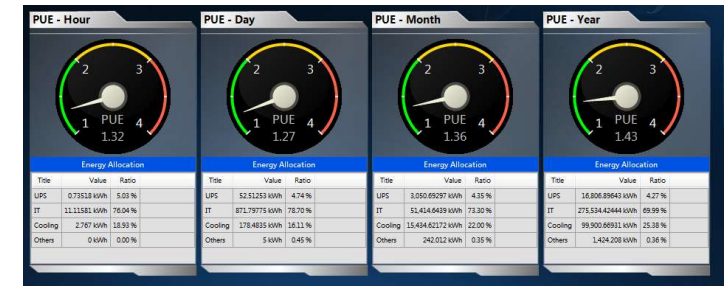 PUE - Hour
2 3
1 PUE 4
1.32
Energy Allocation
Title Value Ratio
UPS 0.73518 kWh 5.03 %
IT 11.11581 kWh 76.04 %
Cooling 2.767 kWh 18.93 %
Others 0 kWh 0.00 %
PUE - Day
2 3
1 PUE 4
1.27
Energy Allocation
Title Value Ratio
UPS 52.51253 kWh 4.74 %
IT 871.79775 kWh 78.70 %
Cooling 178.4835 kWh 16.11 %
Others 5 kWh 0.45 %
PUE - Month
2 3
1 PUE 4
1.36
Energy Allocation
Title Value Ratio
UPS 3,050.69297 kWh 4.35 %
IT 51,414.6439 kWh 73.30 %
Cooling 15,434.62172 kWh 22.00 %
Others 242.012 kWh 0.35 %
PUE - Year
2 3
1 PUE 4
1.43
Energy Allocation
Title Value Ratio
UPS 16,806.89643 kWh 4.27 %
IT 275,534.42444 kWh 69.99 %
Cooling 99,900.66931 kWh 25.38 %
Others 1,424.208 kWh 0.36 %